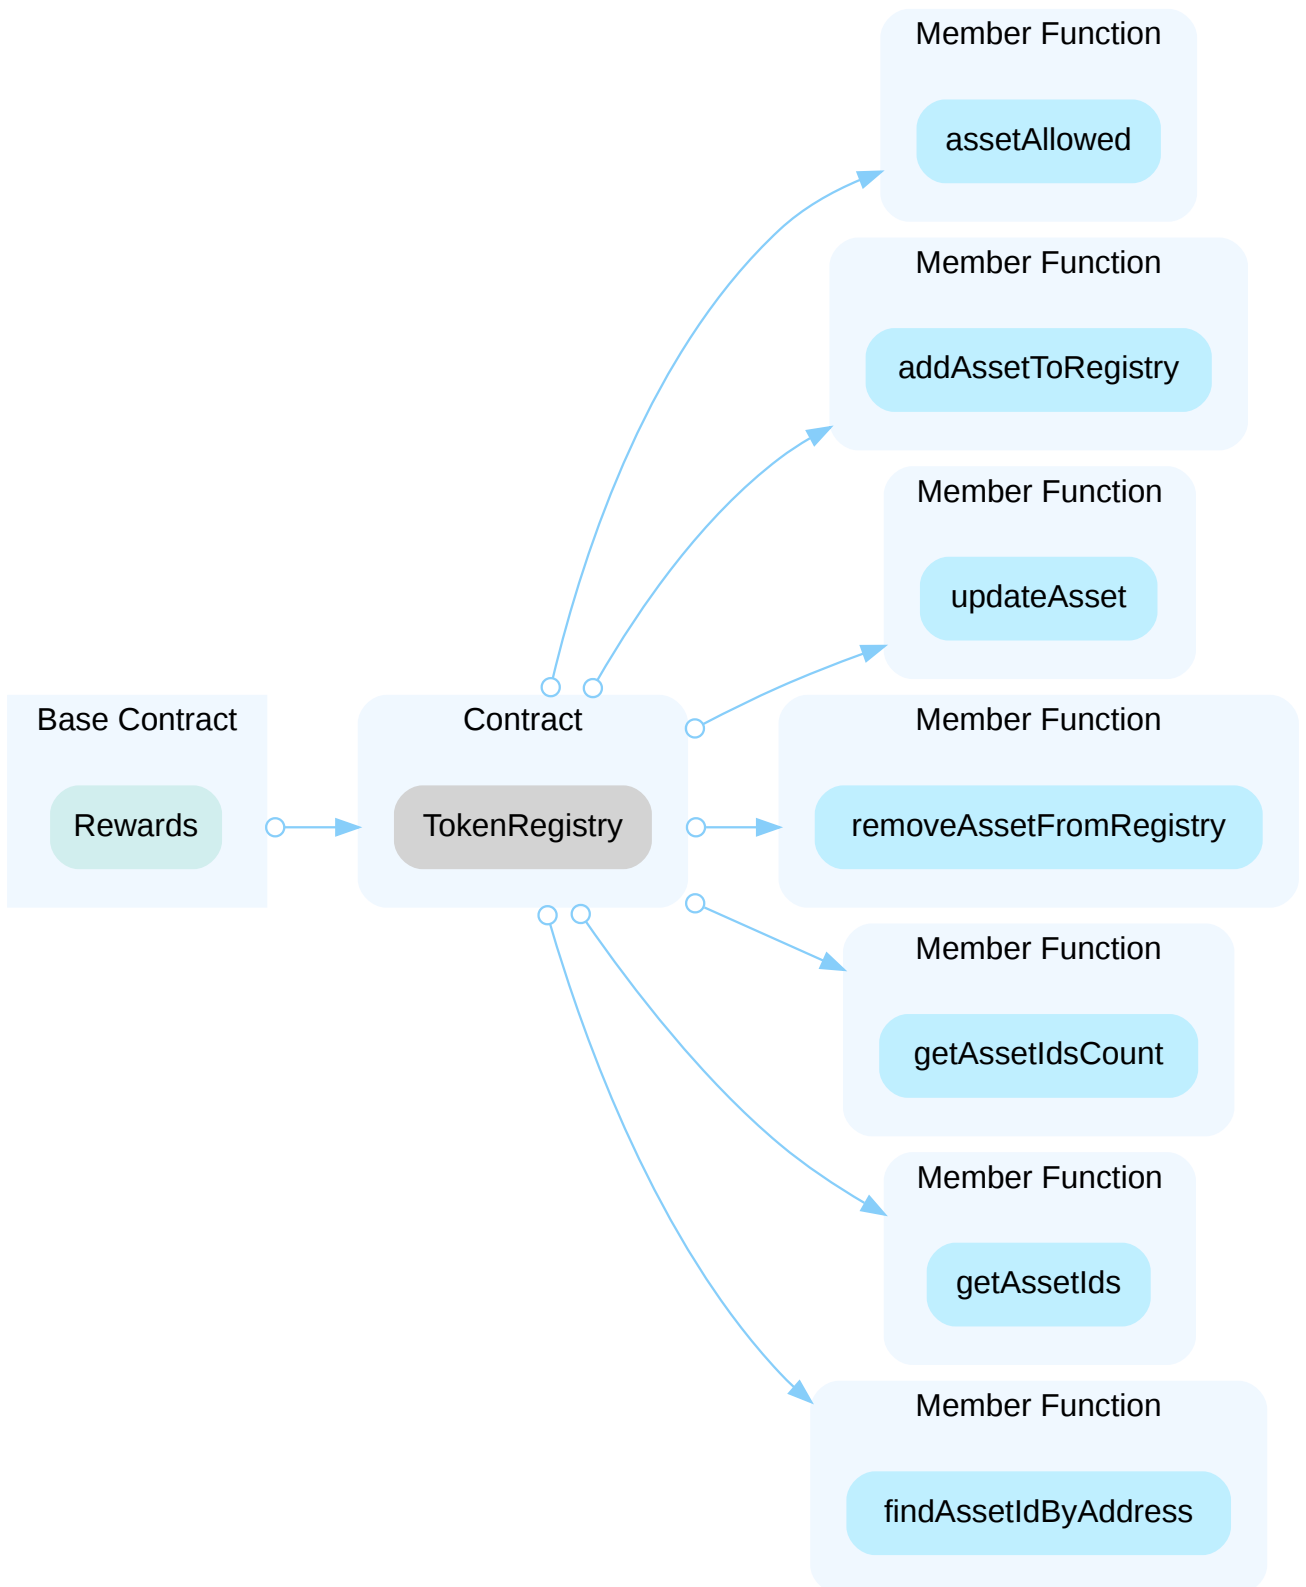 Base Contract
Rewards
Contract
TokenRegistry
Member Function
assetAllowed
Member Function
addAssetToRegistry
Member Function
updateAsset
Member Function
removeAssetFromRegistry
Member Function
getAssetIdsCount
Member Function
getAssetIds
Member Function
findAssetIdByAddress